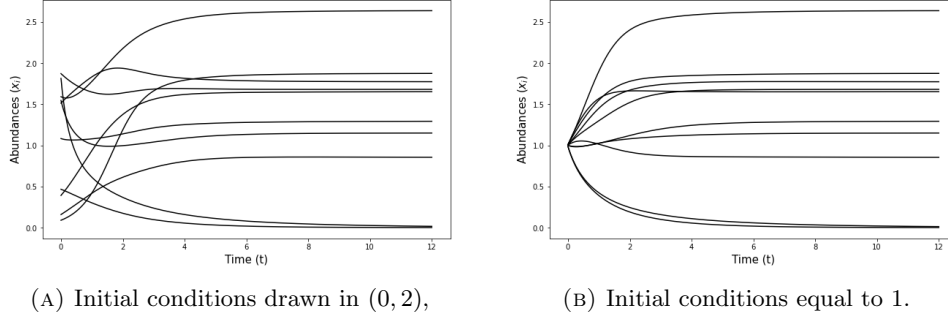 2.5
2.0
1.5
1.0
0.5
0.0
Abundances (xᵢ)
0 2 4 6 8 10 12
Time (t)
2.5
2.0
1.5
1.0
0.5
0.0
Abundances (xᵢ)
0 2 4 6 8 10 12
Time (t)
(A) Initial conditions drawn in (0, 2),
(B) Initial conditions equal to 1.